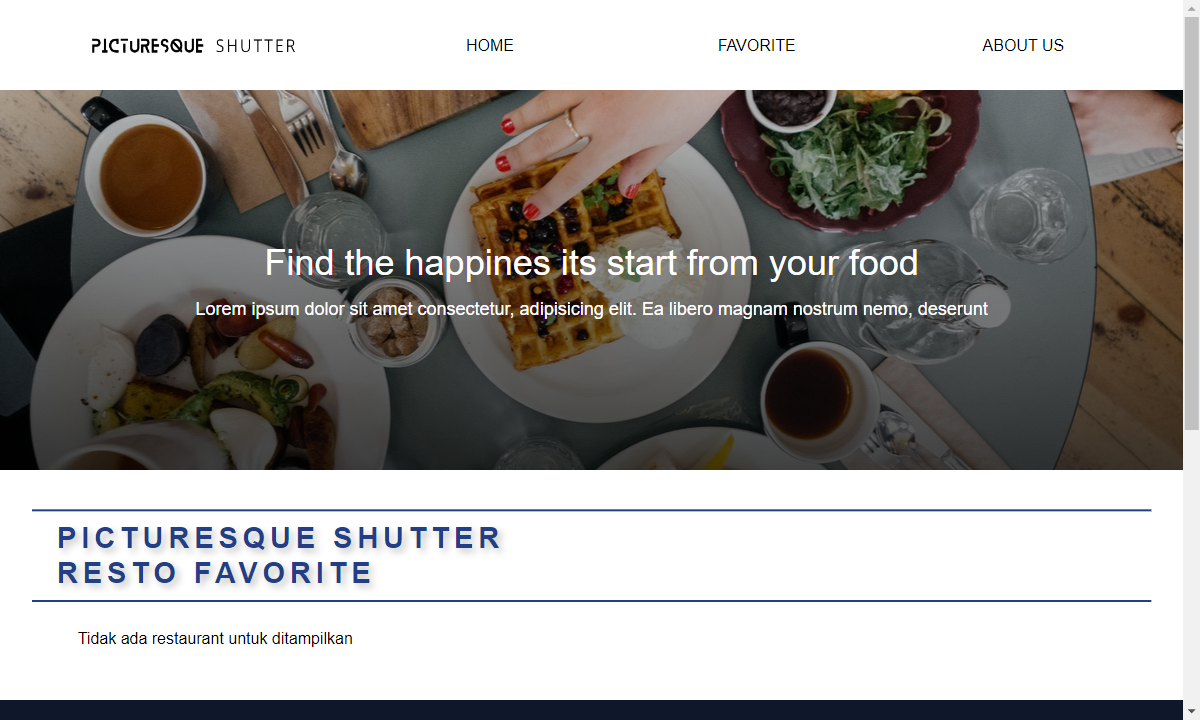 PICTURESQUE SHUTTER
HOME
FAVORITE
ABOUT US
Find the happines its start from your food
Lorem ipsum dolor sit amet consectetur, adipisicing elit. Ea libero magnam nostrum nemo, deserunt
PICTURESQUE SHUTTER
RESTO FAVORITE
Tidak ada restaurant untuk ditampilkan